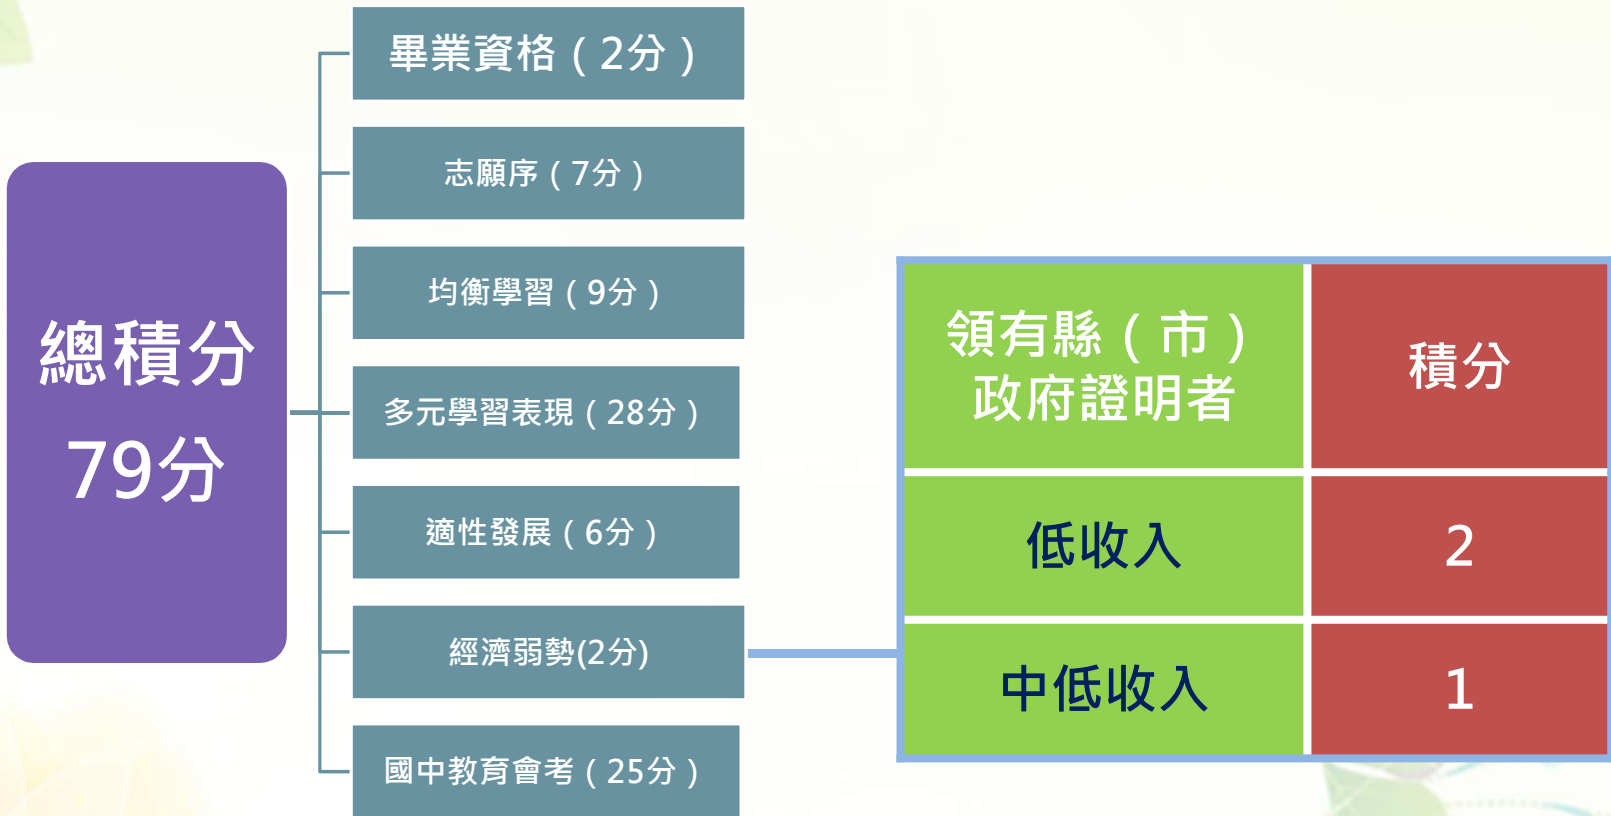 總積分
79分
畢業資格（2分）
志願序（7分）
均衡學習（9分）
多元學習表現（28分）
適性發展（6分）
經濟弱勢(2分)
國中教育會考（25分）
領有縣（市）
政府證明者
積分
低收入
2
中低收入
1